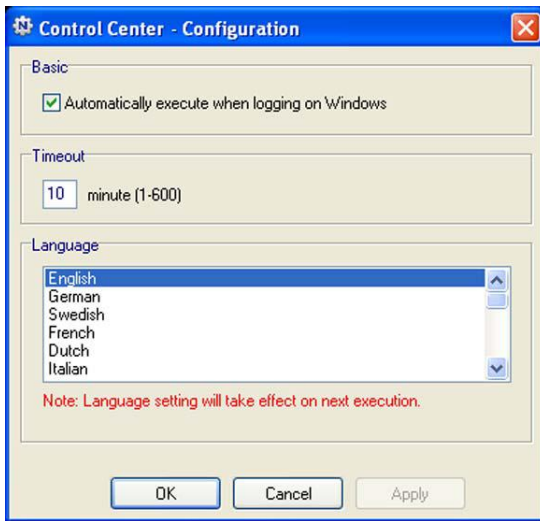 Control Center - Configuration
Basic
Automatically execute when logging on Windows
Timeout
10 minute (1-600)
Language
English
German
Swedish
French
Dutch
Italian
Note: Language setting will take effect on next execution.
OK Cancel Apply